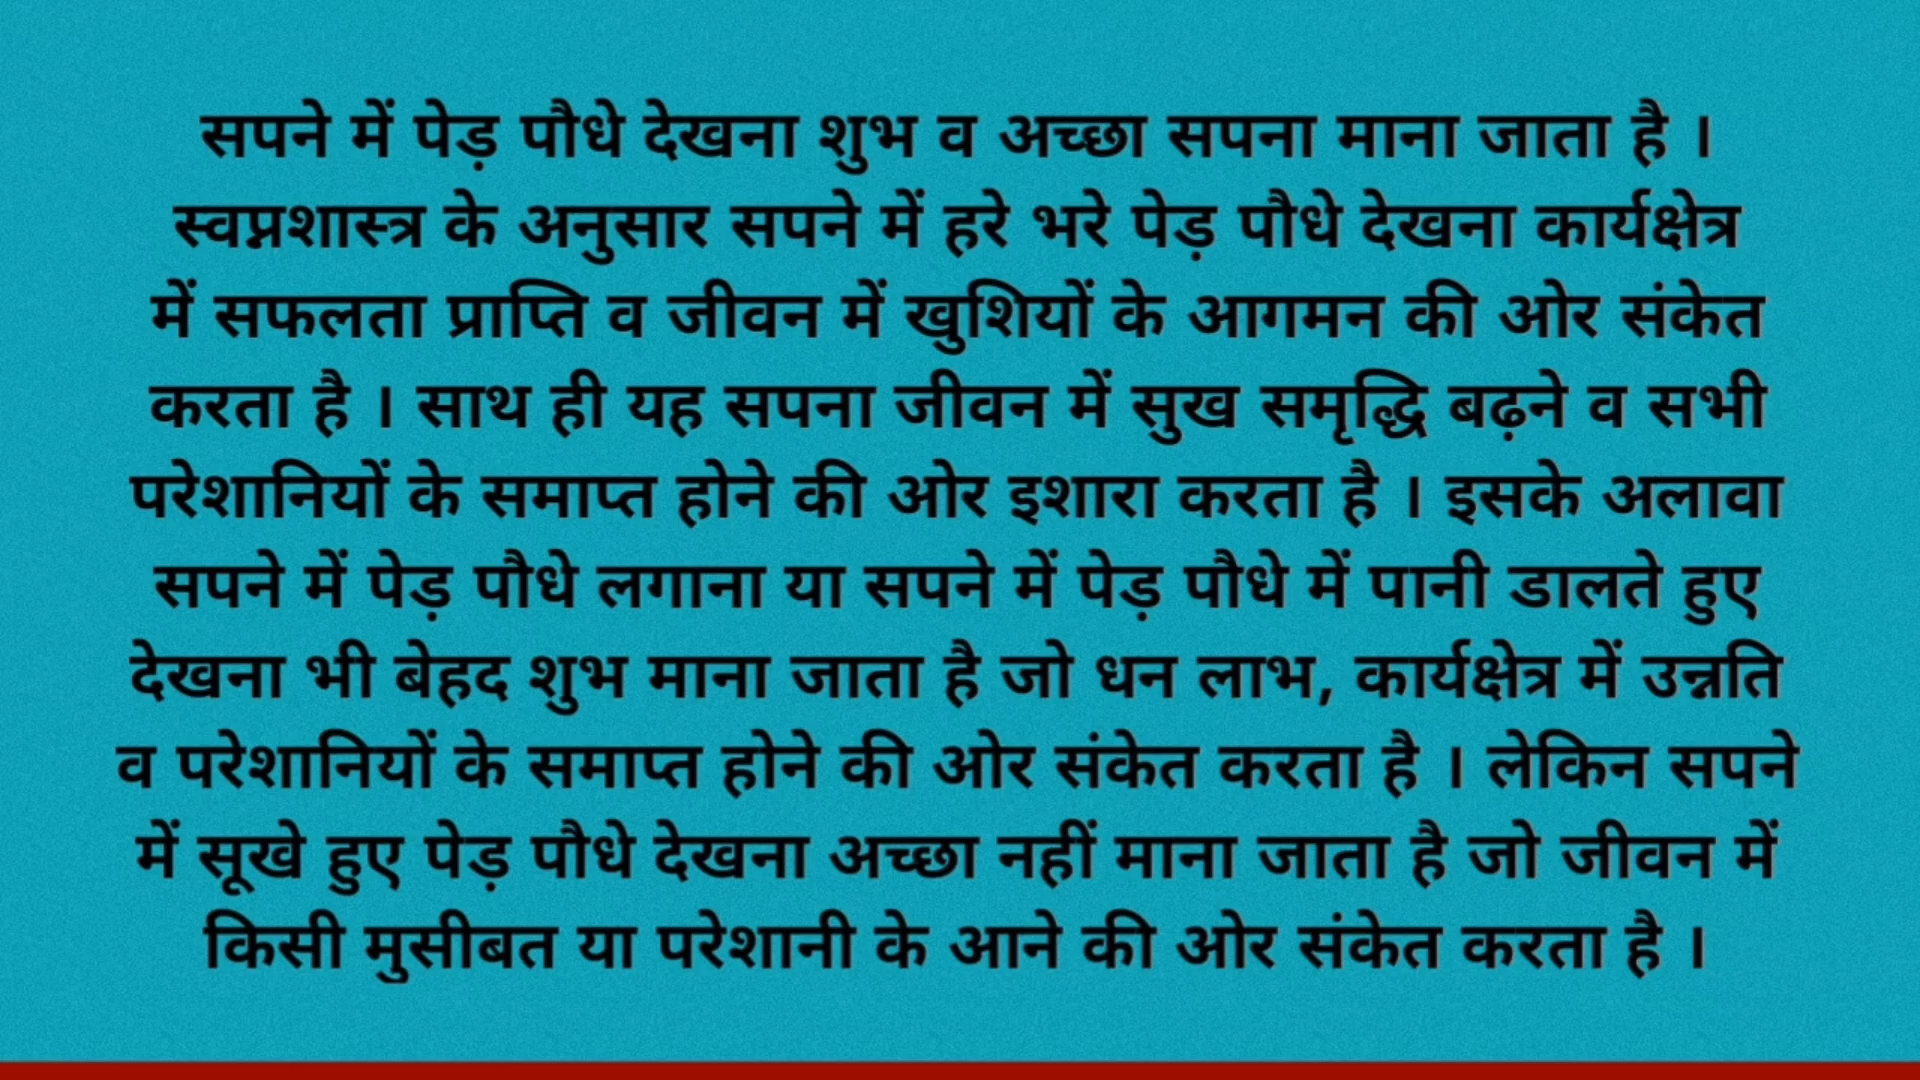 सपने में पेड़ पौधे देखना शुभ व अच्छा सपना माना जाता है ।
स्वप्नशास्त्र के अनुसार सपने में हरे भरे पेड़ पौधे देखना कार्यक्षेत्र
में सफलता प्राप्ति व जीवन में खुशियों के आगमन की ओर संकेत
करता है । साथ ही यह सपना जीवन में सुख समृद्धि बढ़ने व सभी
परेशानियों के समाप्त होने की ओर इशारा करता है । इसके अलावा
सपने में पेड़ पौधे लगाना या सपने में पेड़ पौधे में पानी डालते हुए
देखना भी बेहद शुभ माना जाता है जो धन लाभ, कार्यक्षेत्र में उन्नति
व परेशानियों के समाप्त होने की ओर संकेत करता है । लेकिन सपने
में सूखे हुए पेड़ पौधे देखना अच्छा नहीं माना जाता है जो जीवन में
किसी मुसीबत या परेशानी के आने की ओर संकेत करता है ।